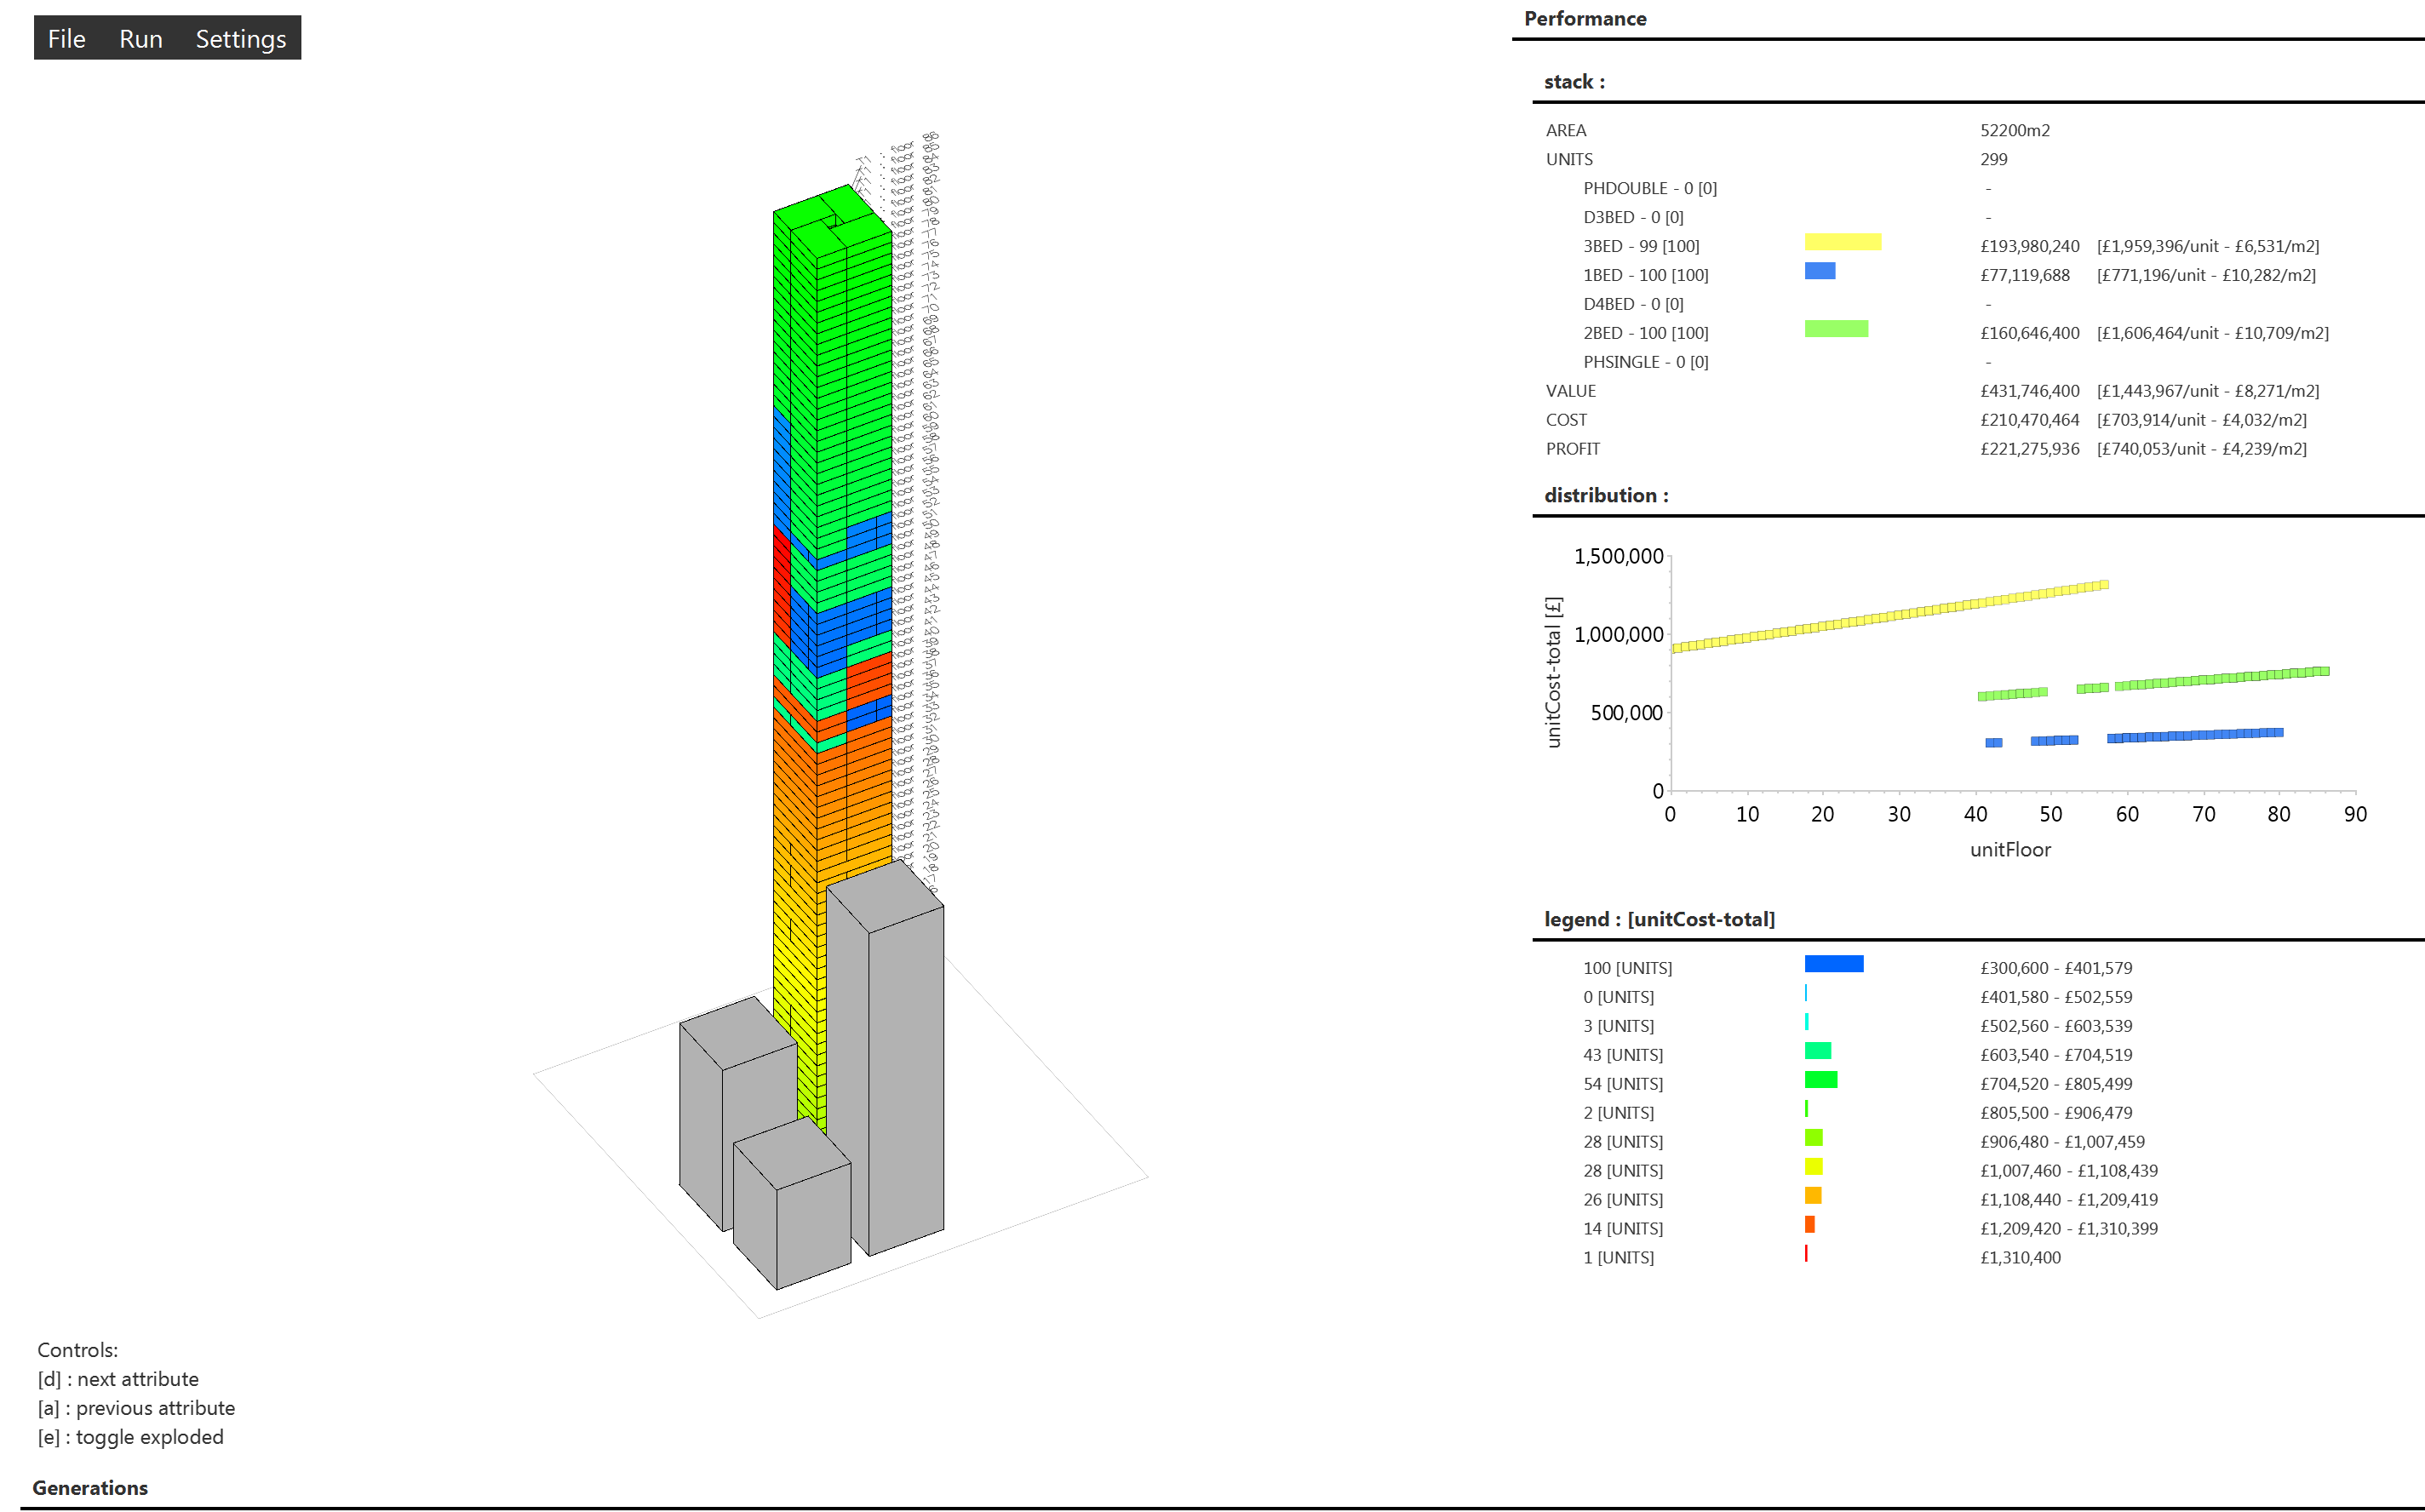 File Run Settings
Performance
stack :
AREA 52200m2
UNITS 299
PHDOUBLE - 0 [0] -
D3BED - 0 [0] -
3BED - 99 [100] £193,980,240 [£1,959,396/unit - £6,531/m2]
1BED - 100 [100] £77,119,688 [£771,196/unit - £10,282/m2]
D4BED - 0 [0] -
2BED - 100 [100] £160,646,400 [£1,606,464/unit - £10,709/m2]
PHSINGLE - 0 [0] -
VALUE £431,746,400 [£1,443,967/unit - £8,271/m2]
COST £210,470,464 [£703,914/unit - £4,032/m2]
PROFIT £221,275,936 [£740,053/unit - £4,239/m2]
distribution :
unitCost-total [£]
1,500,000
1,000,000
500,000
0
0 10 20 30 40 50 60 70 80 90
unitFloor
legend : [unitCost-total]
100 [UNITS] £300,600 - £401,579
0 [UNITS] £401,580 - £502,559
3 [UNITS] £502,560 - £603,539
43 [UNITS] £603,540 - £704,519
54 [UNITS] £704,520 - £805,499
2 [UNITS] £805,500 - £906,479
28 [UNITS] £906,480 - £1,007,459
28 [UNITS] £1,007,460 - £1,108,439
26 [UNITS] £1,108,440 - £1,209,419
14 [UNITS] £1,209,420 - £1,310,399
1 [UNITS] £1,310,400
Controls:
[d] : next attribute
[a] : previous attribute
[e] : toggle exploded
Generations